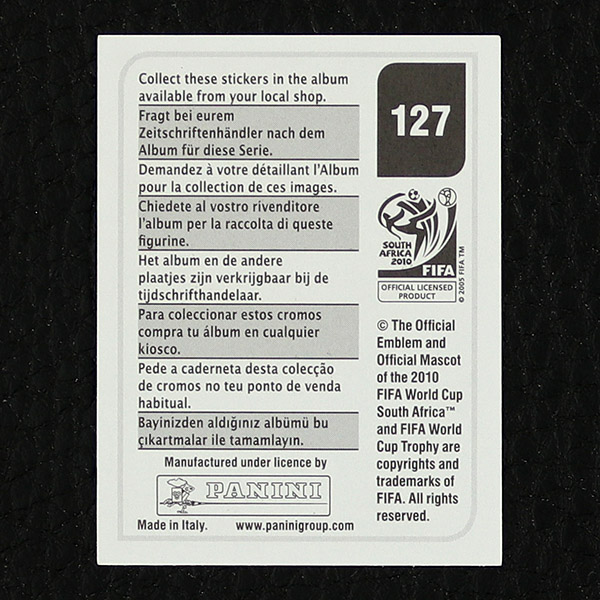 Collect these stickers in the album
available from your local shop.
Fragt bei eurem
Zeitschriftenhändler nach dem
Album für diese Serie.
Demandez à votre détaillant l'Album
pour la collection de ces images.
Chiedete al vostro rivenditore
l'album per la raccolta di queste
figurine.
Het album en de andere
plaatjes zijn verkrijgbaar bij de
tijdschrifthandelaar.
Para coleccionar estos cromos
compra tu álbum en cualquier
kiosco.
Pede a caderneta desta colecção
de cromos no teu ponto de venda
habitual.
Bayinizden aldığınız albümü bu
çıkartmalar ile tamamlayın.
Manufactured under licence by
PANINI
Made in Italy. www.paninigroup.com
127
SOUTH
AFRICA
2010
FIFA
OFFICIAL LICENSED
PRODUCT
© 2005 FIFA TM
© The Official
Emblem and
Official Mascot
of the 2010
FIFA World Cup
South Africa™
and FIFA World
Cup Trophy are
copyrights and
trademarks of
FIFA. All rights
reserved.